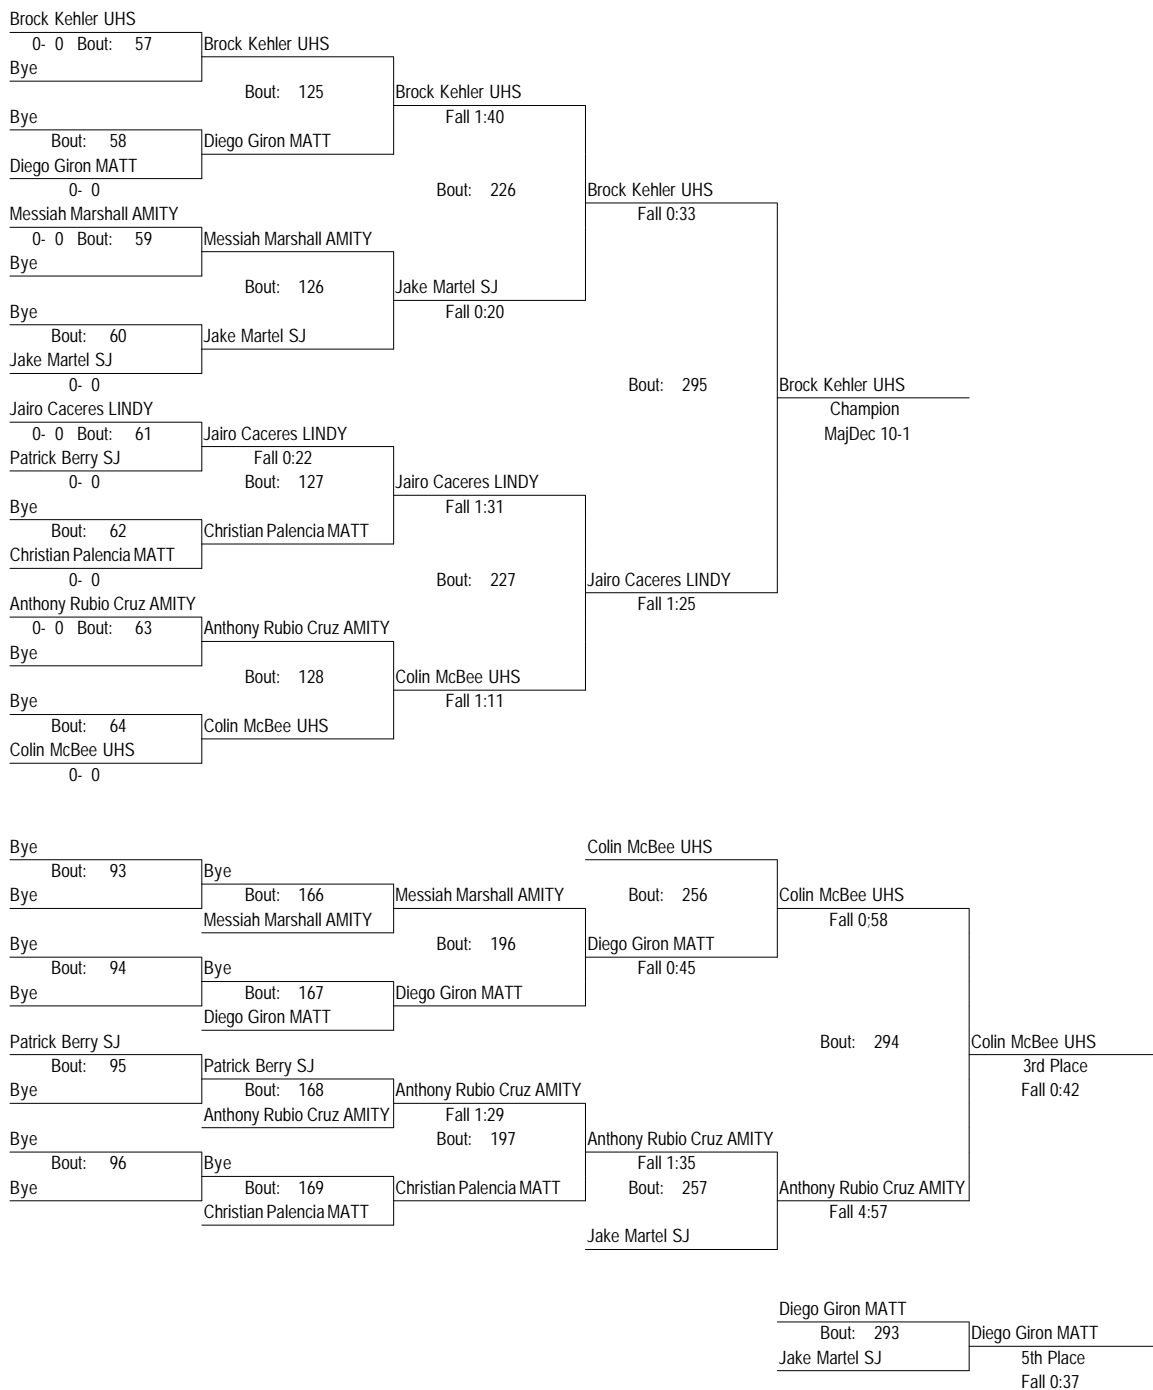 Brock Kehler UHS
0- 0 Bout: 57 Brock Kehler UHS
Bye
Bout: 125 Brock Kehler UHS
Bye Fall 1:40
Bout: 58 Diego Giron MATT
Diego Giron MATT
0- 0 Bout: 226 Brock Kehler UHS
Messiah Marshall AMITY Fall 0:33
0- 0 Bout: 59 Messiah Marshall AMITY
Bye
Bout: 126 Jake Martel SJ
Bye Fall 0:20
Bout: 60 Jake Martel SJ
Jake Martel SJ
0- 0 Bout: 295 Brock Kehler UHS
Jairo Caceres LINDY Champion
0- 0 Bout: 61 Jairo Caceres LINDY MajDec 10-1
Patrick Berry SJ Fall 0:22
0- 0 Bout: 127 Jairo Caceres LINDY
Bye Fall 1:31
Bout: 62 Christian Palencia MATT
Christian Palencia MATT
0- 0 Bout: 227 Jairo Caceres LINDY
Anthony Rubio Cruz AMITY Fall 1:25
0- 0 Bout: 63 Anthony Rubio Cruz AMITY
Bye
Bout: 128 Colin McBee UHS
Bye Fall 1:11
Bout: 64 Colin McBee UHS
Colin McBee UHS
0- 0
Bye Colin McBee UHS
Bout: 93 Bye
Bye Bout: 166 Messiah Marshall AMITY Bout: 256 Colin McBee UHS
Messiah Marshall AMITY Fall 0;58
Bye Bout: 196 Diego Giron MATT
Bout: 94 Bye Fall 0:45
Bye Bout: 167 Diego Giron MATT
Diego Giron MATT
Patrick Berry SJ Bout: 294 Colin McBee UHS
Bout: 95 Patrick Berry SJ 3rd Place
Bye Bout: 168 Anthony Rubio Cruz AMITY Fall 0:42
Anthony Rubio Cruz AMITY Fall 1:29
Bye Bout: 197 Anthony Rubio Cruz AMITY
Bout: 96 Bye Fall 1:35
Bye Bout: 169 Christian Palencia MATT Bout: 257 Anthony Rubio Cruz AMITY
Christian Palencia MATT Fall 4:57
Jake Martel SJ
Diego Giron MATT
Bout: 293 Diego Giron MATT
Jake Martel SJ 5th Place
Fall 0:37